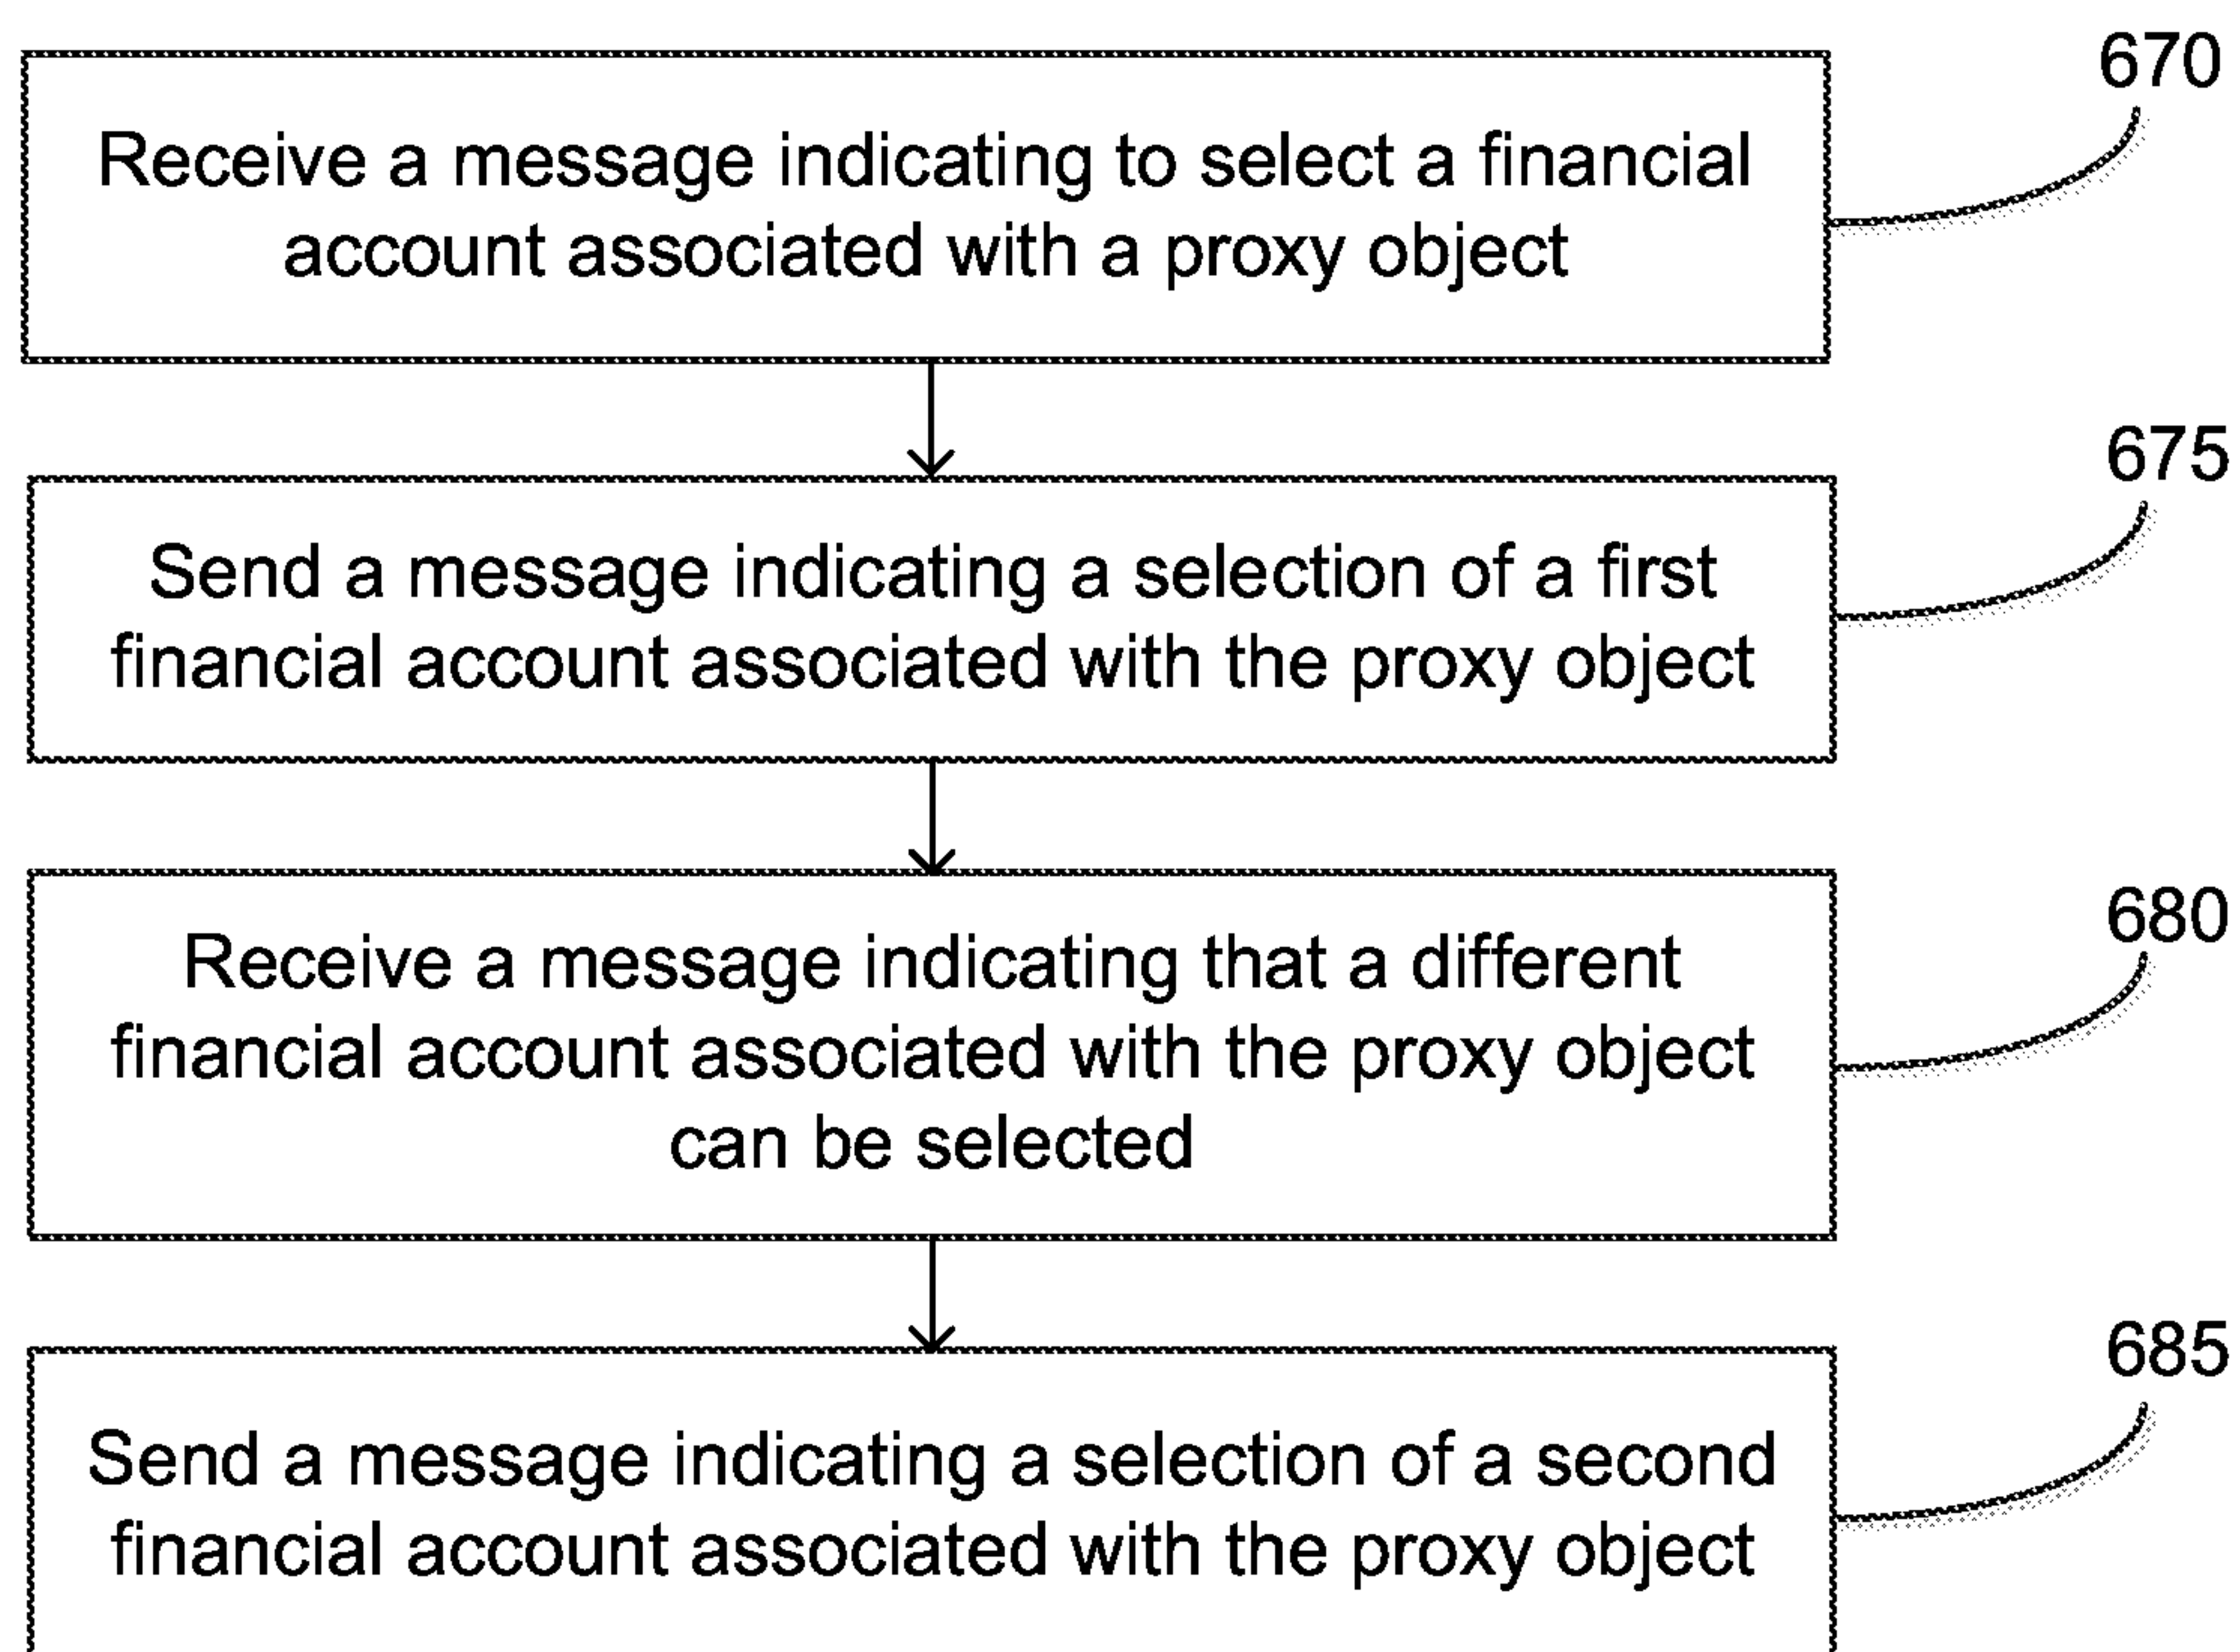 670
Receive a message indicating to select a financial
account associated with a proxy object
675
Send a message indicating a selection of a first
financial account associated with the proxy object
680
Receive a message indicating that a different
financial account associated with the proxy object
can be selected
685
Send a message indicating a selection of a second
financial account associated with the proxy object